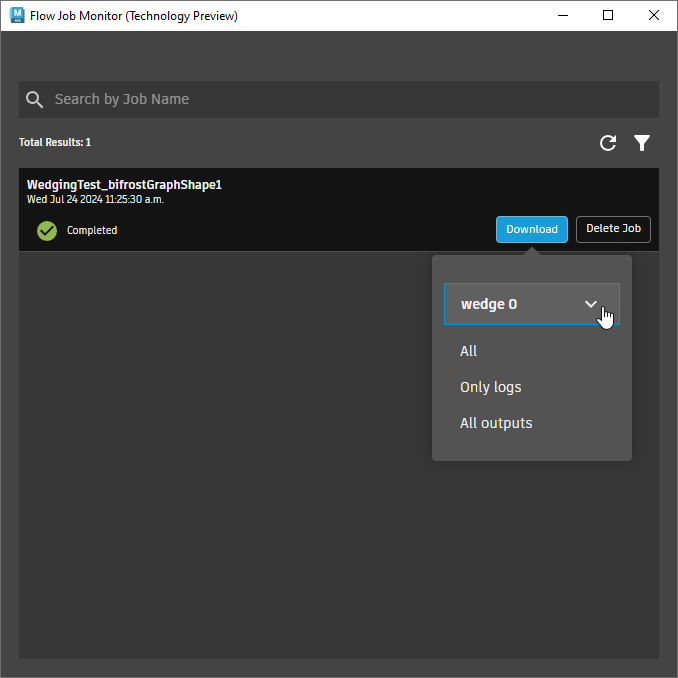 Flow Job Monitor (Technology Preview)
Search by Job Name
Total Results: 1
WedgingTest_bifrostGraphShape1
Wed Jul 24 2024 11:25:30 a.m.
Completed
Download
Delete Job
wedge 0
All
Only logs
All outputs